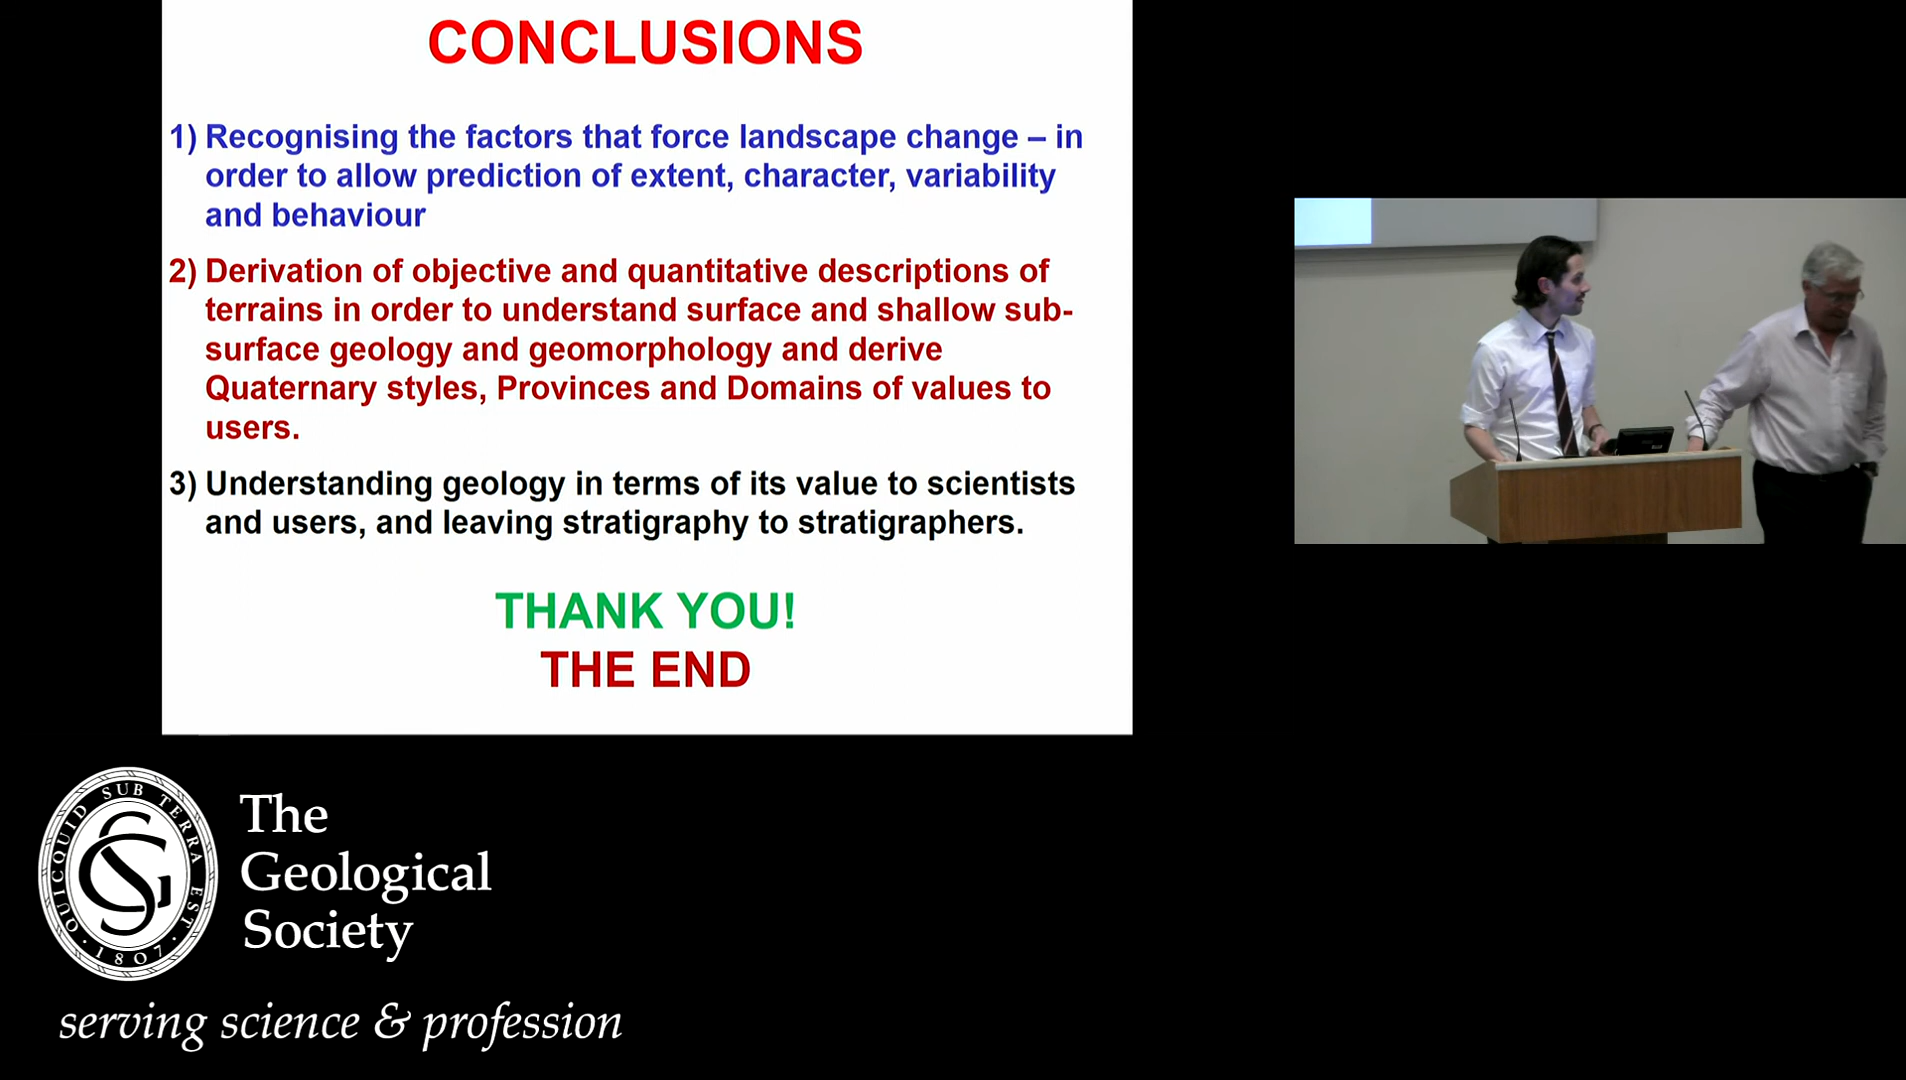 CONCLUSIONS
1) Recognising the factors that force landscape change – in
order to allow prediction of extent, character, variability
and behaviour
2) Derivation of objective and quantitative descriptions of
terrains in order to understand surface and shallow sub-
surface geology and geomorphology and derive
Quaternary styles, Provinces and Domains of values to
users.
3) Understanding geology in terms of its value to scientists
and users, and leaving stratigraphy to stratigraphers.
THANK YOU!
THE END
QUICQUID SUB TERRA EST
· 1807 ·
The
Geological
Society
serving science & profession